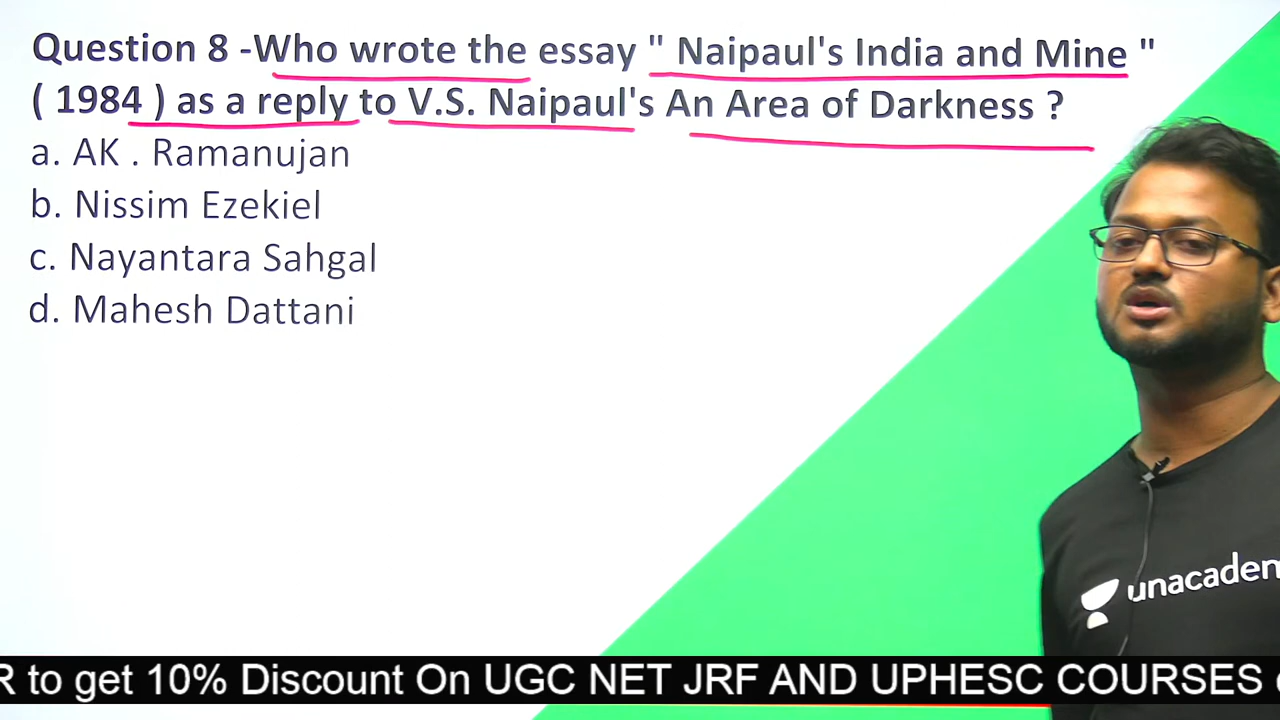 Question 8 -Who wrote the essay " Naipaul's India and Mine "
( 1984 ) as a reply to V.S. Naipaul's An Area of Darkness ?
a. AK . Ramanujan
b. Nissim Ezekiel
c. Nayantara Sahgal
d. Mahesh Dattani
unacadem
R to get 10% Discount On UGC NET JRF AND UPHESC COURSES